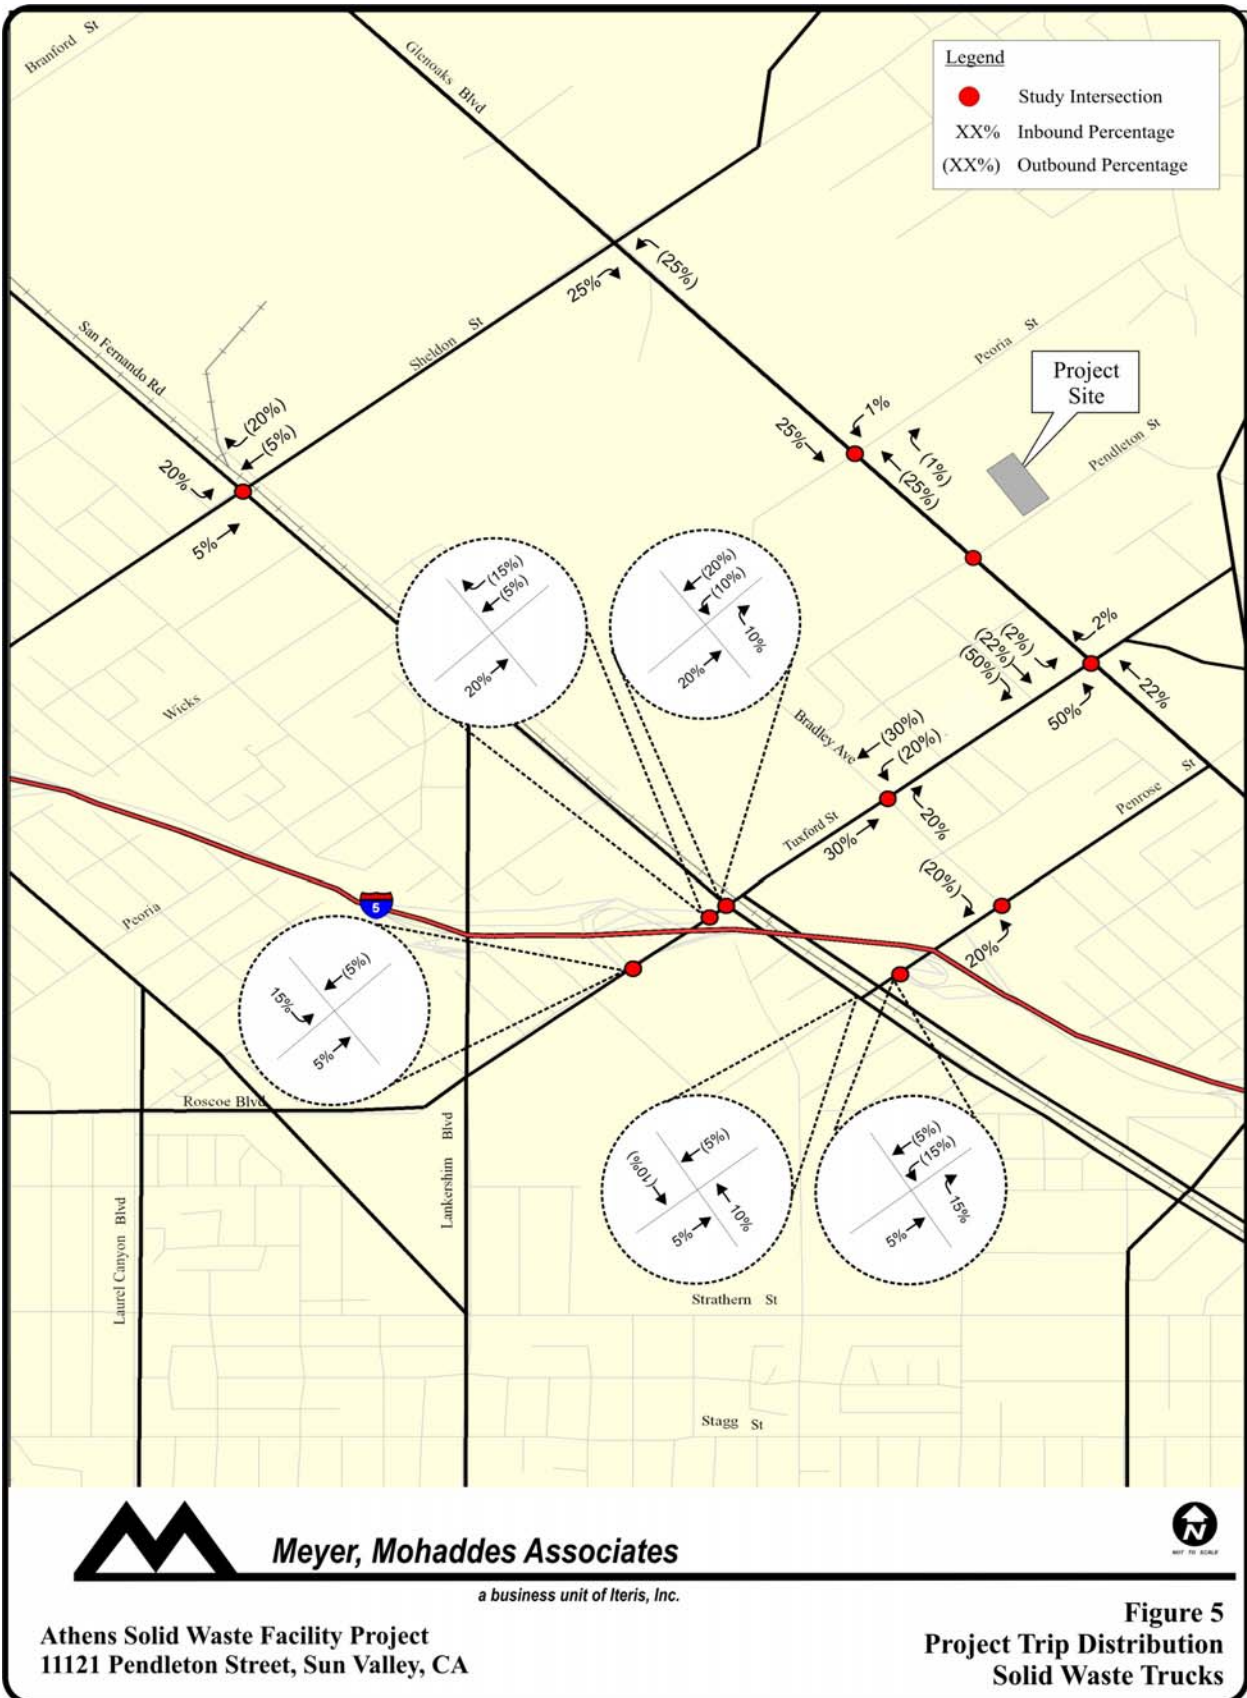 Branford St
Glenoaks Blvd
Legend
Study Intersection
XX% Inbound Percentage
(XX%) Outbound Percentage
(25%)
25%
San Fernando Rd
Sheldon St
Peoria St
Project
Site
Pendleton St
1%
25%
(1%)
(25%)
(20%)
(5%)
20%
5%
(15%)
(5%)
20%
(20%)
(10%)
10%
20%
2%
(2%)
(22%)
(50%)
22%
50%
Wicks
Bradley Ave
(30%)
(20%)
20%
30%
Tuxford St
Penrose St
(20%)
20%
5
Peoria
(5%)
15%
5%
Roscoe Blvd
Lankershim Blvd
Laurel Canyon Blvd
(5%)
(10%)
10%
5%
(5%)
(15%)
15%
5%
Strathern St
Stagg St
Meyer, Mohaddes Associates
a business unit of Iteris, Inc.
N
NOT TO SCALE
Athens Solid Waste Facility Project
11121 Pendleton Street, Sun Valley, CA
Figure 5
Project Trip Distribution
Solid Waste Trucks